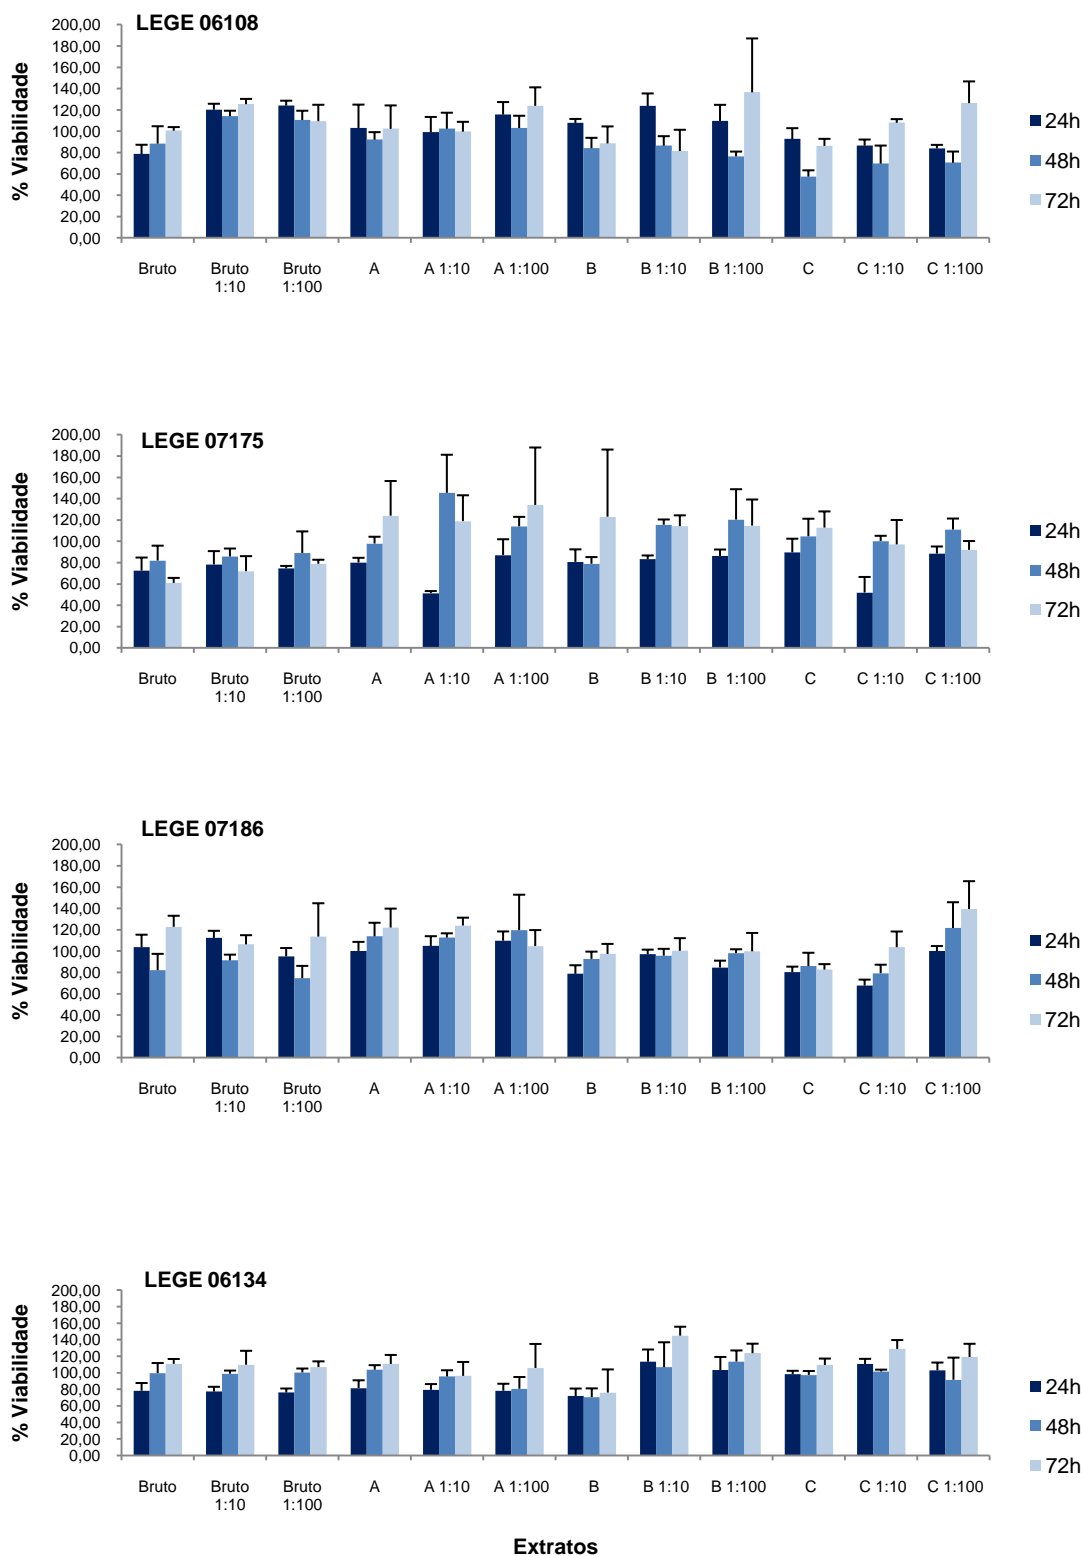 LEGE 06108
% Viabilidade
200,00
180,00
160,00
140,00
120,00
100,00
80,00
60,00
40,00
20,00
0,00
Bruto Bruto 1:10 Bruto 1:100 A A 1:10 A 1:100 B B 1:10 B 1:100 C C 1:10 C 1:100
24h
48h
72h
LEGE 07175
% Viabilidade
200,00
180,00
160,00
140,00
120,00
100,00
80,00
60,00
40,00
20,00
0,00
Bruto Bruto 1:10 Bruto 1:100 A A 1:10 A 1:100 B B 1:10 B 1:100 C C 1:10 C 1:100
24h
48h
72h
LEGE 07186
% Viabilidade
200,00
180,00
160,00
140,00
120,00
100,00
80,00
60,00
40,00
20,00
0,00
Bruto Bruto 1:10 Bruto 1:100 A A 1:10 A 1:100 B B 1:10 B 1:100 C C 1:10 C 1:100
24h
48h
72h
LEGE 06134
% Viabilidade
200,00
180,00
160,00
140,00
120,00
100,00
80,00
60,00
40,00
20,00
0,00
Bruto Bruto 1:10 Bruto 1:100 A A 1:10 A 1:100 B B 1:10 B 1:100 C C 1:10 C 1:100
24h
48h
72h
Extratos